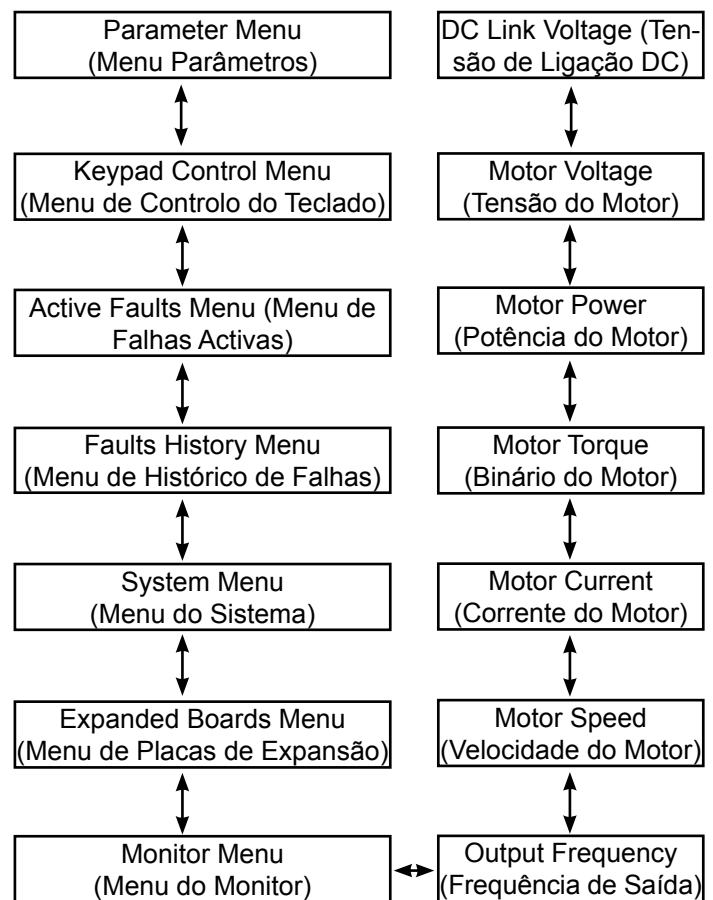 Parameter Menu
(Menu Parâmetros)
Keypad Control Menu
(Menu de Controlo do Teclado)
Active Faults Menu (Menu de
Falhas Activas)
Faults History Menu
(Menu de Histórico de Falhas)
System Menu
(Menu do Sistema)
Expanded Boards Menu
(Menu de Placas de Expansão)
Monitor Menu
(Menu do Monitor)
DC Link Voltage (Ten-
são de Ligação DC)
Motor Voltage
(Tensão do Motor)
Motor Power
(Potência do Motor)
Motor Torque
(Binário do Motor)
Motor Current
(Corrente do Motor)
Motor Speed
(Velocidade do Motor)
Output Frequency
(Frequência de Saída)